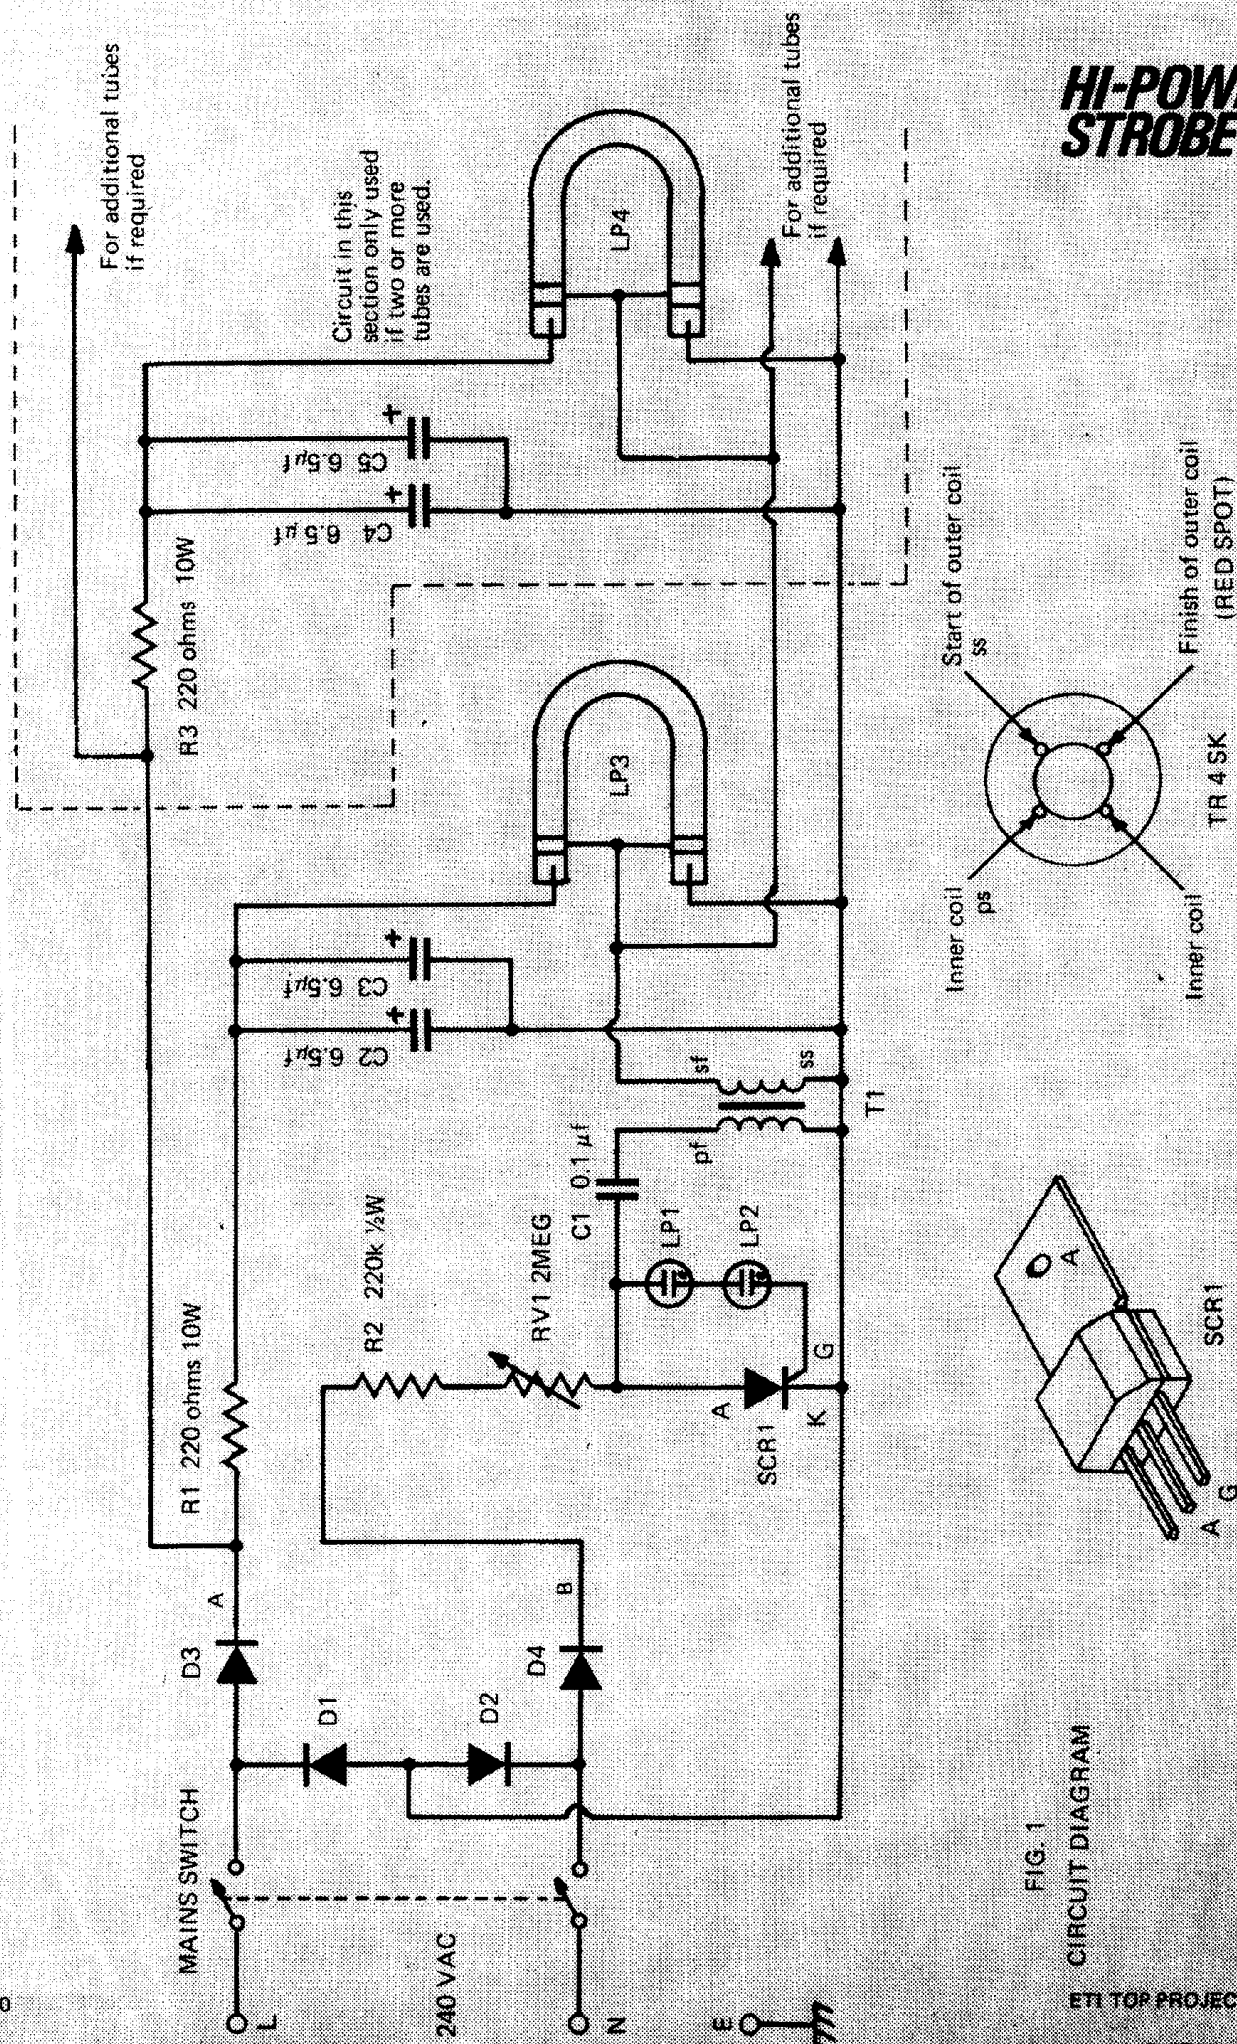 HI-POW
STROBE
For additional tubes
if required
Circuit in this
section only used
if two or more
tubes are used.
For additional tubes
if required
MAINS SWITCH
240 VAC
L
N
E
D3
A
D1
D2
D4
B
R1 220 ohms 10W
R3 220 ohms 10W
R2 220k ½W
RV1 2MEG
C1 0.1 µf
C2 6.5µf
C3 6.5µf
C4 6.5 µf
C5 6.5µf
LP1
LP2
LP3
LP4
SCR1
A
K
G
pf
sf
ss
T1
Start of outer coil
ss
Finish of outer coil
(RED SPOT)
Inner coil
ps
Inner coil
TR 4 SK
A
A
G
SCR1
FIG. 1
CIRCUIT DIAGRAM
ETI TOP PROJEC
0